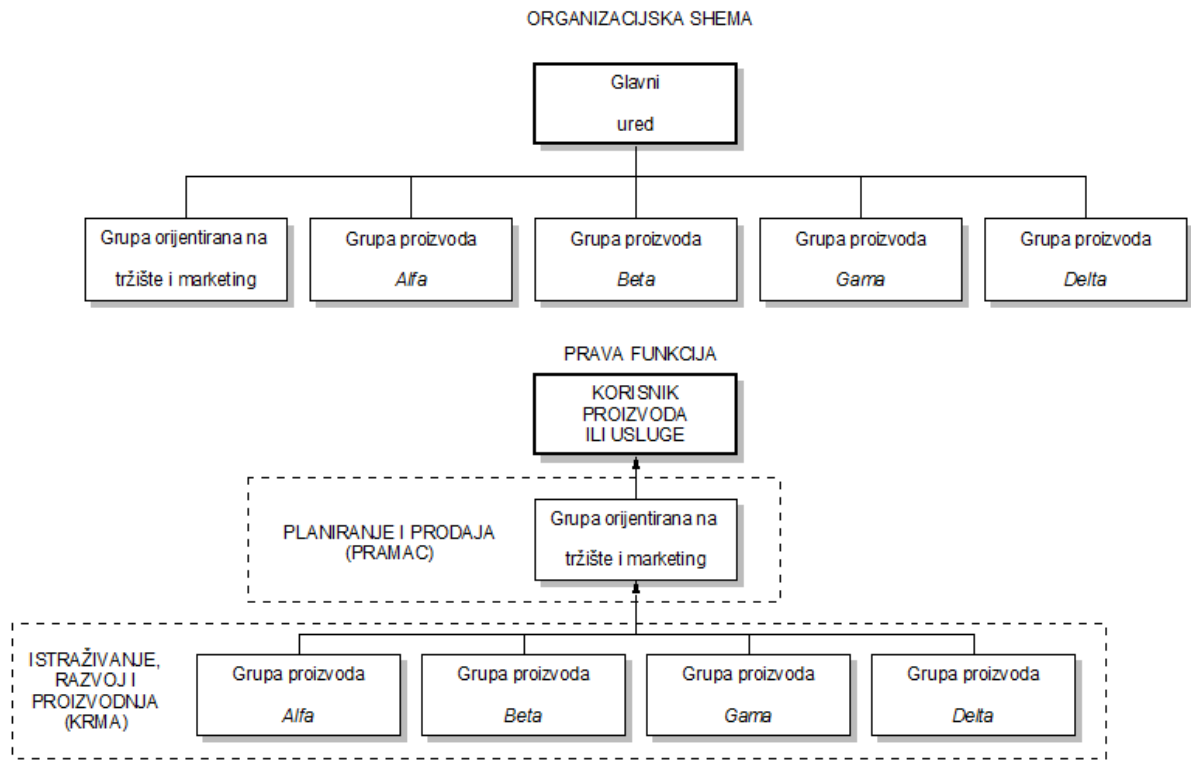 ORGANIZACIJSKA SHEMA
Glavni
ured
Grupa orijentirana na
tržište i marketing
Grupa proizvoda
Alfa
Grupa proizvoda
Beta
Grupa proizvoda
Gama
Grupa proizvoda
Delta
PRAVA FUNKCIJA
KORISNIK
PROIZVODA
ILI USLUGE
PLANIRANJE I PRODAJA
(PRAMAC)
Grupa orijentirana na
tržište i marketing
ISTRAŽIVANJE,
RAZVOJ I
PROIZVODNJA
(KRMA)
Grupa proizvoda
Alfa
Grupa proizvoda
Beta
Grupa proizvoda
Gama
Grupa proizvoda
Delta